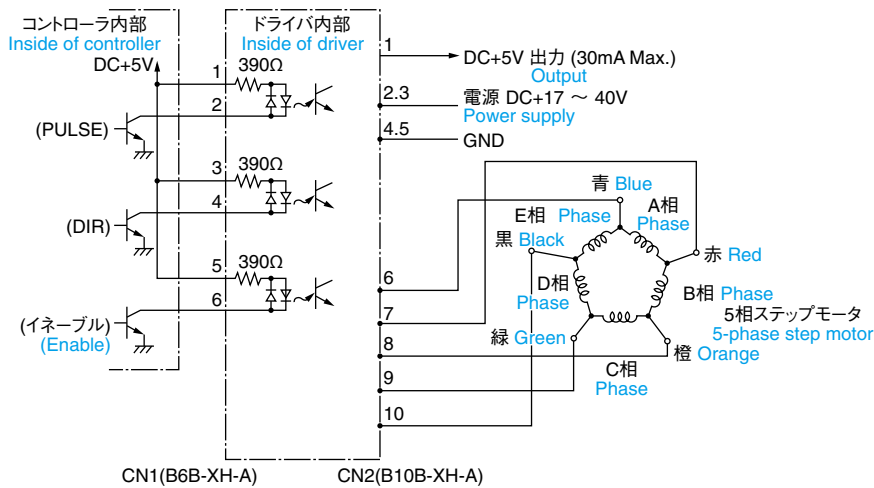 コントローラ内部
Inside of controller
DC+5V
ドライバ内部
Inside of driver
1
390Ω
2
(PULSE)
3
390Ω
4
(DIR)
5
390Ω
6
(イネーブル)
(Enable)
1
DC+5V 出力 (30mA Max.)
Output
2.3
電源 DC+17 ~ 40V
Power supply
4.5
GND
青 Blue
E相 Phase
A相
Phase
黒 Black
赤 Red
D相
Phase
B相 Phase
5相ステップモータ
5-phase step motor
緑 Green
橙 Orange
C相
Phase
6
7
8
9
10
CN1(B6B-XH-A)
CN2(B10B-XH-A)